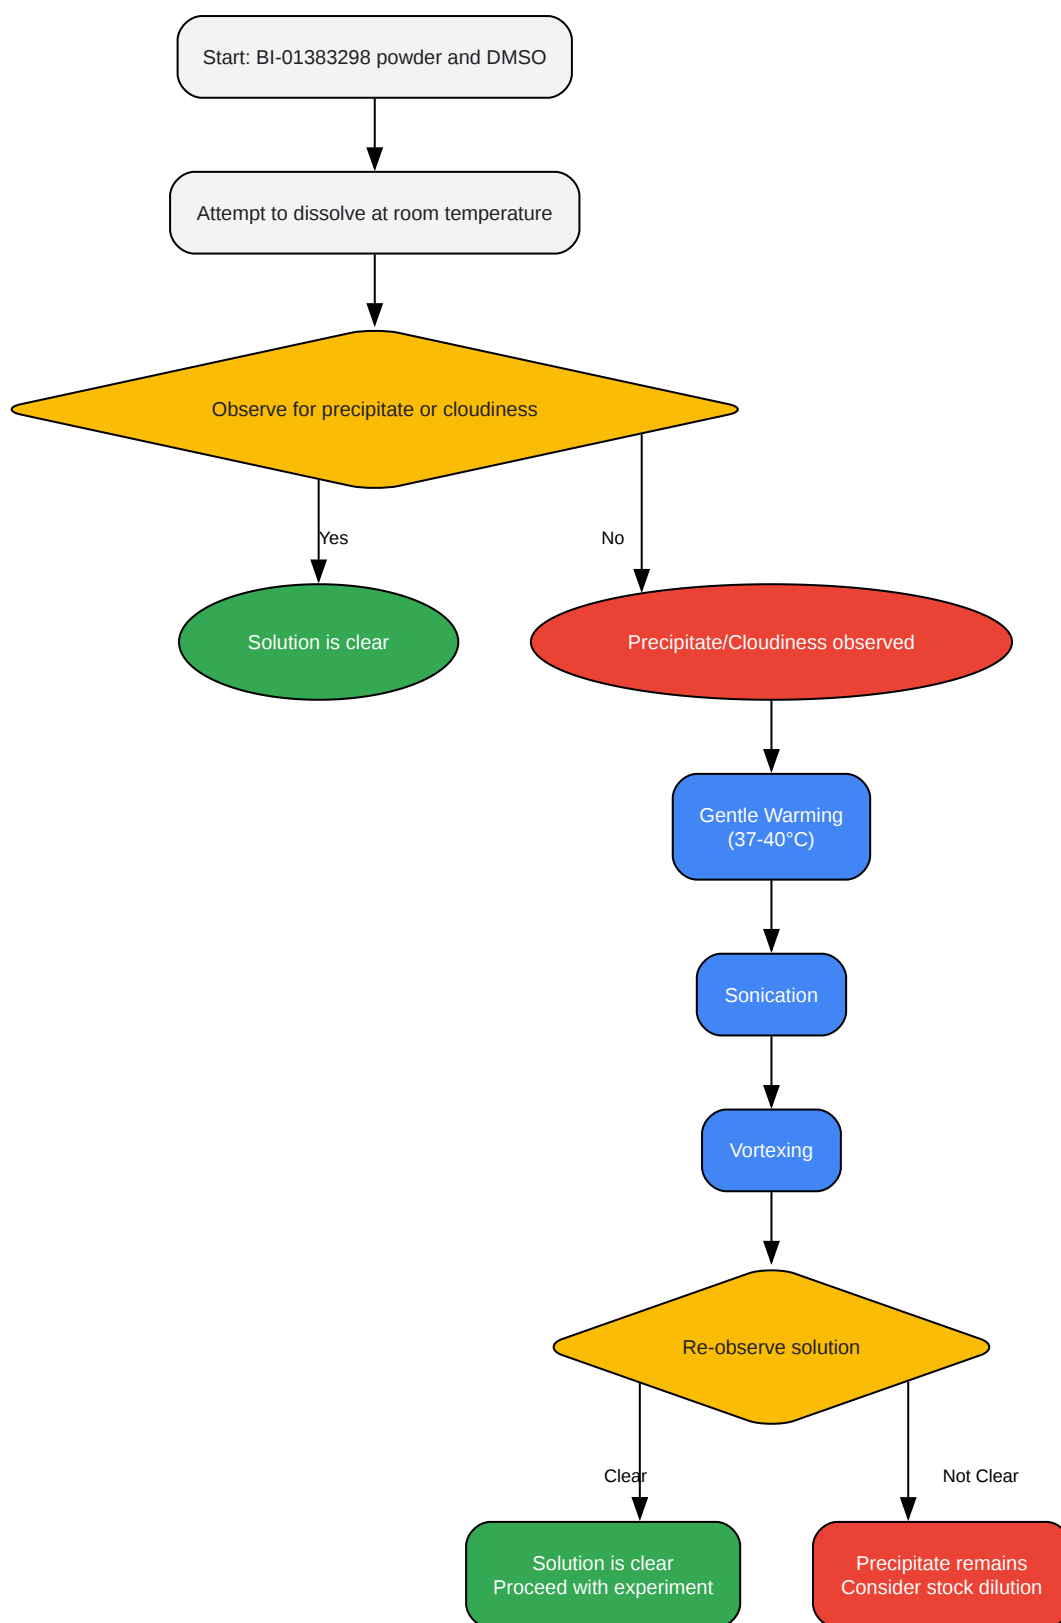 Start: BI-01383298 powder and DMSO
Attempt to dissolve at room temperature
Observe for precipitate or cloudiness
Yes
No
Solution is clear
Precipitate/Cloudiness observed
Gentle Warming
(37-40°C)
Sonication
Vortexing
Re-observe solution
Clear
Not Clear
Solution is clear
Proceed with experiment
Precipitate remains
Consider stock dilution